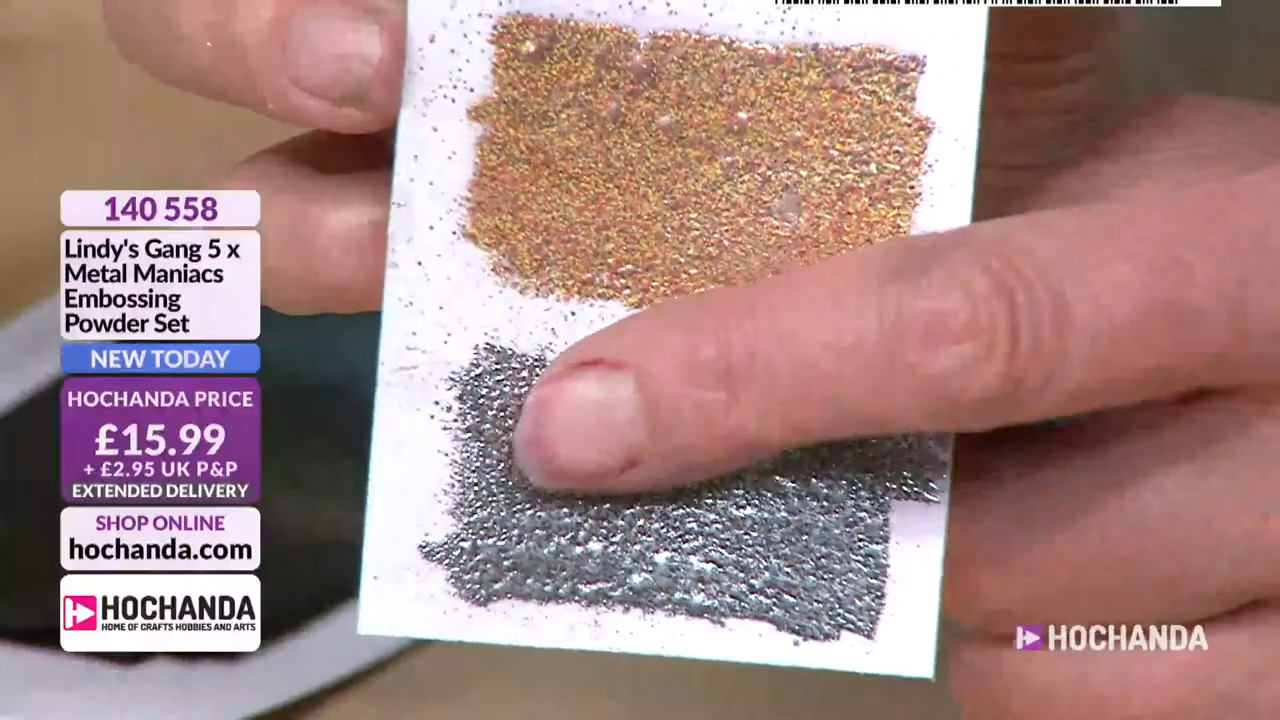 140 558
Lindy's Gang 5 x
Metal Maniacs
Embossing
Powder Set
NEW TODAY
HOCHANDA PRICE
£15.99
+ £2.95 UK P&P
EXTENDED DELIVERY
SHOP ONLINE
hochanda.com
HOCHANDA
HOME OF CRAFTS HOBBIES AND ARTS
HOCHANDA